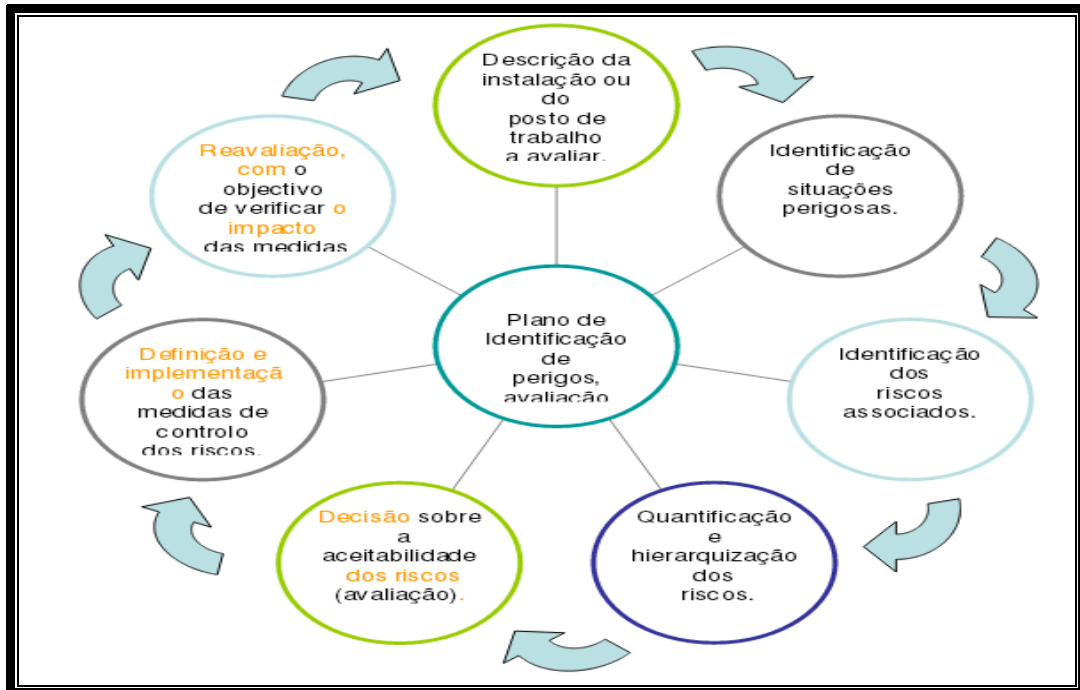 Descrição da
instalação ou
do
posto de
trabalho
a avaliar.
Identificação
de
situações
perigosas.
Identificação
dos
riscos
associados.
Quantificação
e
hierarquização
dos
riscos.
Decisão sobre
a
aceitabilidade
dos riscos
(avaliação).
Definição e
implementaçã
o das
medidas de
controlo
dos riscos.
Reavaliação,
com o
objectivo
de verificar o
impacto
das medidas
Plano de
Identificação
de
perigos,
avaliação